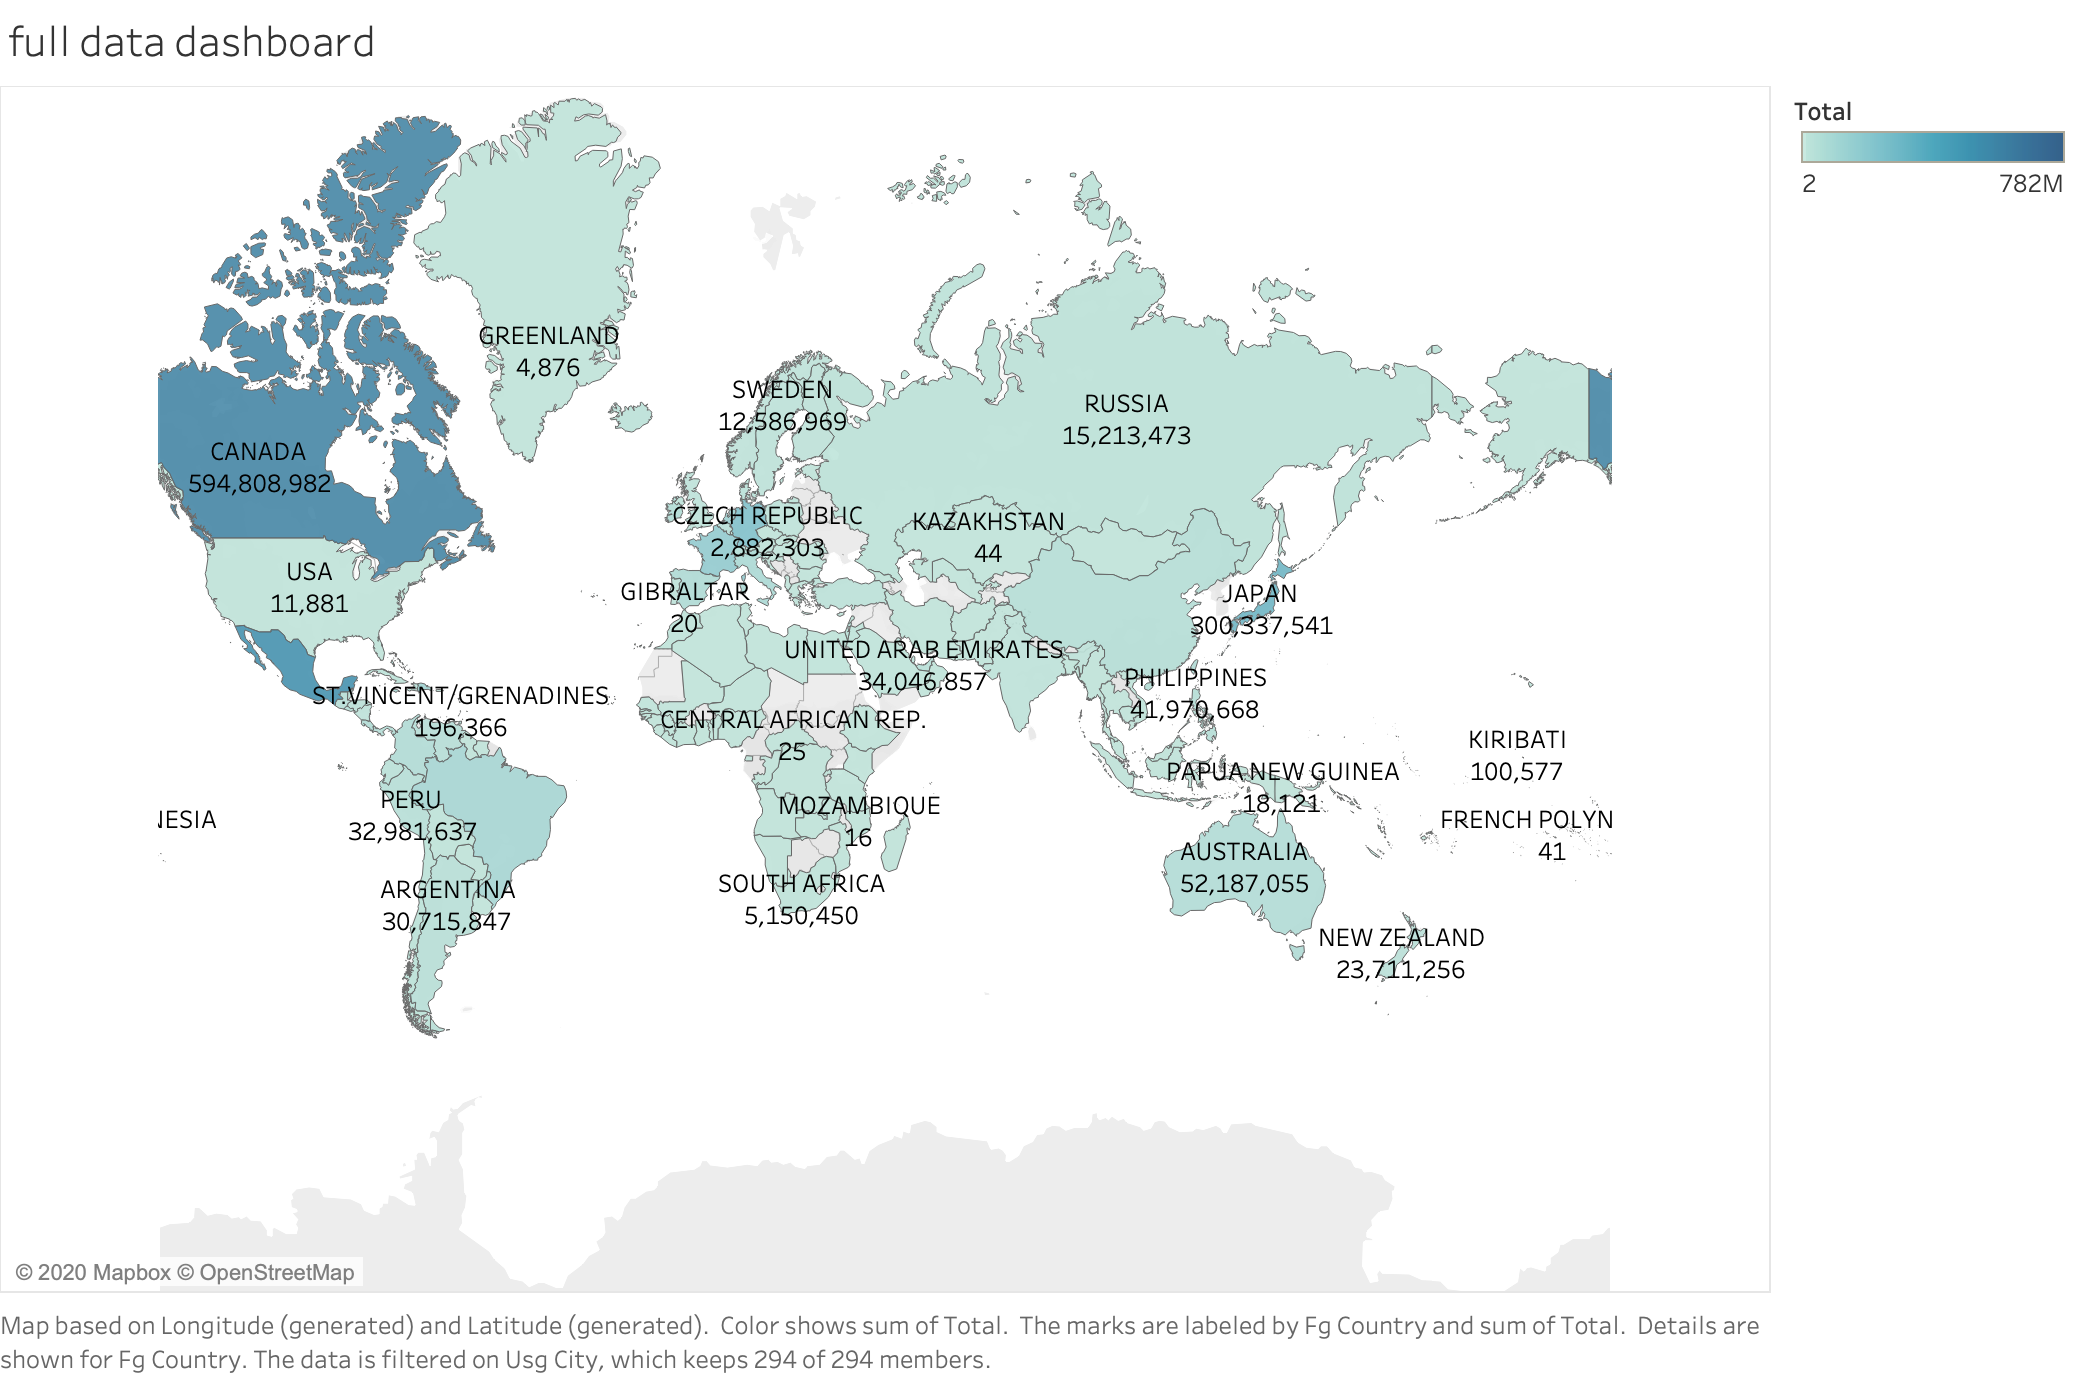 full data dashboard
Total
2
782M
GREENLAND
4,876
SWEDEN
12,586,969
RUSSIA
15,213,473
CANADA
594,808,982
CZECH REPUBLIC
2,882,303
KAZAKHSTAN
44
USA
11,881
GIBRALTAR
20
JAPAN
300,337,541
UNITED ARAB EMIRATES
34,046,857
PHILIPPINES
41,970,668
ST.VINCENT/GRENADINES
196,366
CENTRAL AFRICAN REP.
25
KIRIBATI
100,577
PAPUA NEW GUINEA
18,121
PERU
32,981,637
MOZAMBIQUE
16
NESIA
FRENCH POLYN
41
AUSTRALIA
52,187,055
ARGENTINA
30,715,847
SOUTH AFRICA
5,150,450
NEW ZEALAND
23,711,256
© 2020 Mapbox © OpenStreetMap
Map based on Longitude (generated) and Latitude (generated).  Color shows sum of Total.  The marks are labeled by Fg Country and sum of Total.  Details are
shown for Fg Country. The data is filtered on Usg City, which keeps 294 of 294 members.